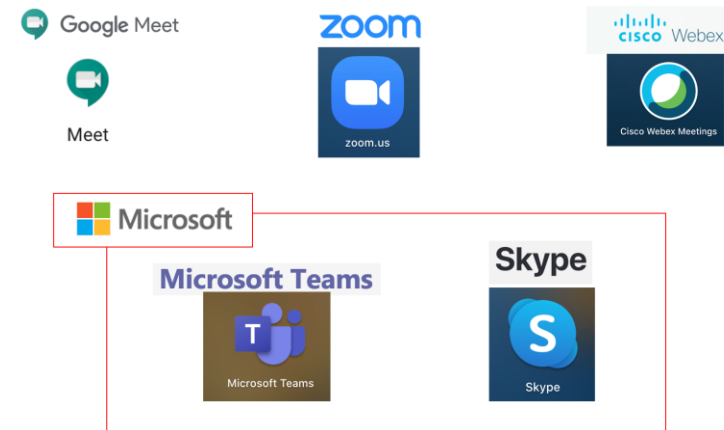 Google Meet
zoom
CISCO Webex
Meet
zoom.us
Cisco Webex Meetings
Microsoft
Microsoft Teams
Skype
T
S
Microsoft Teams
Skype